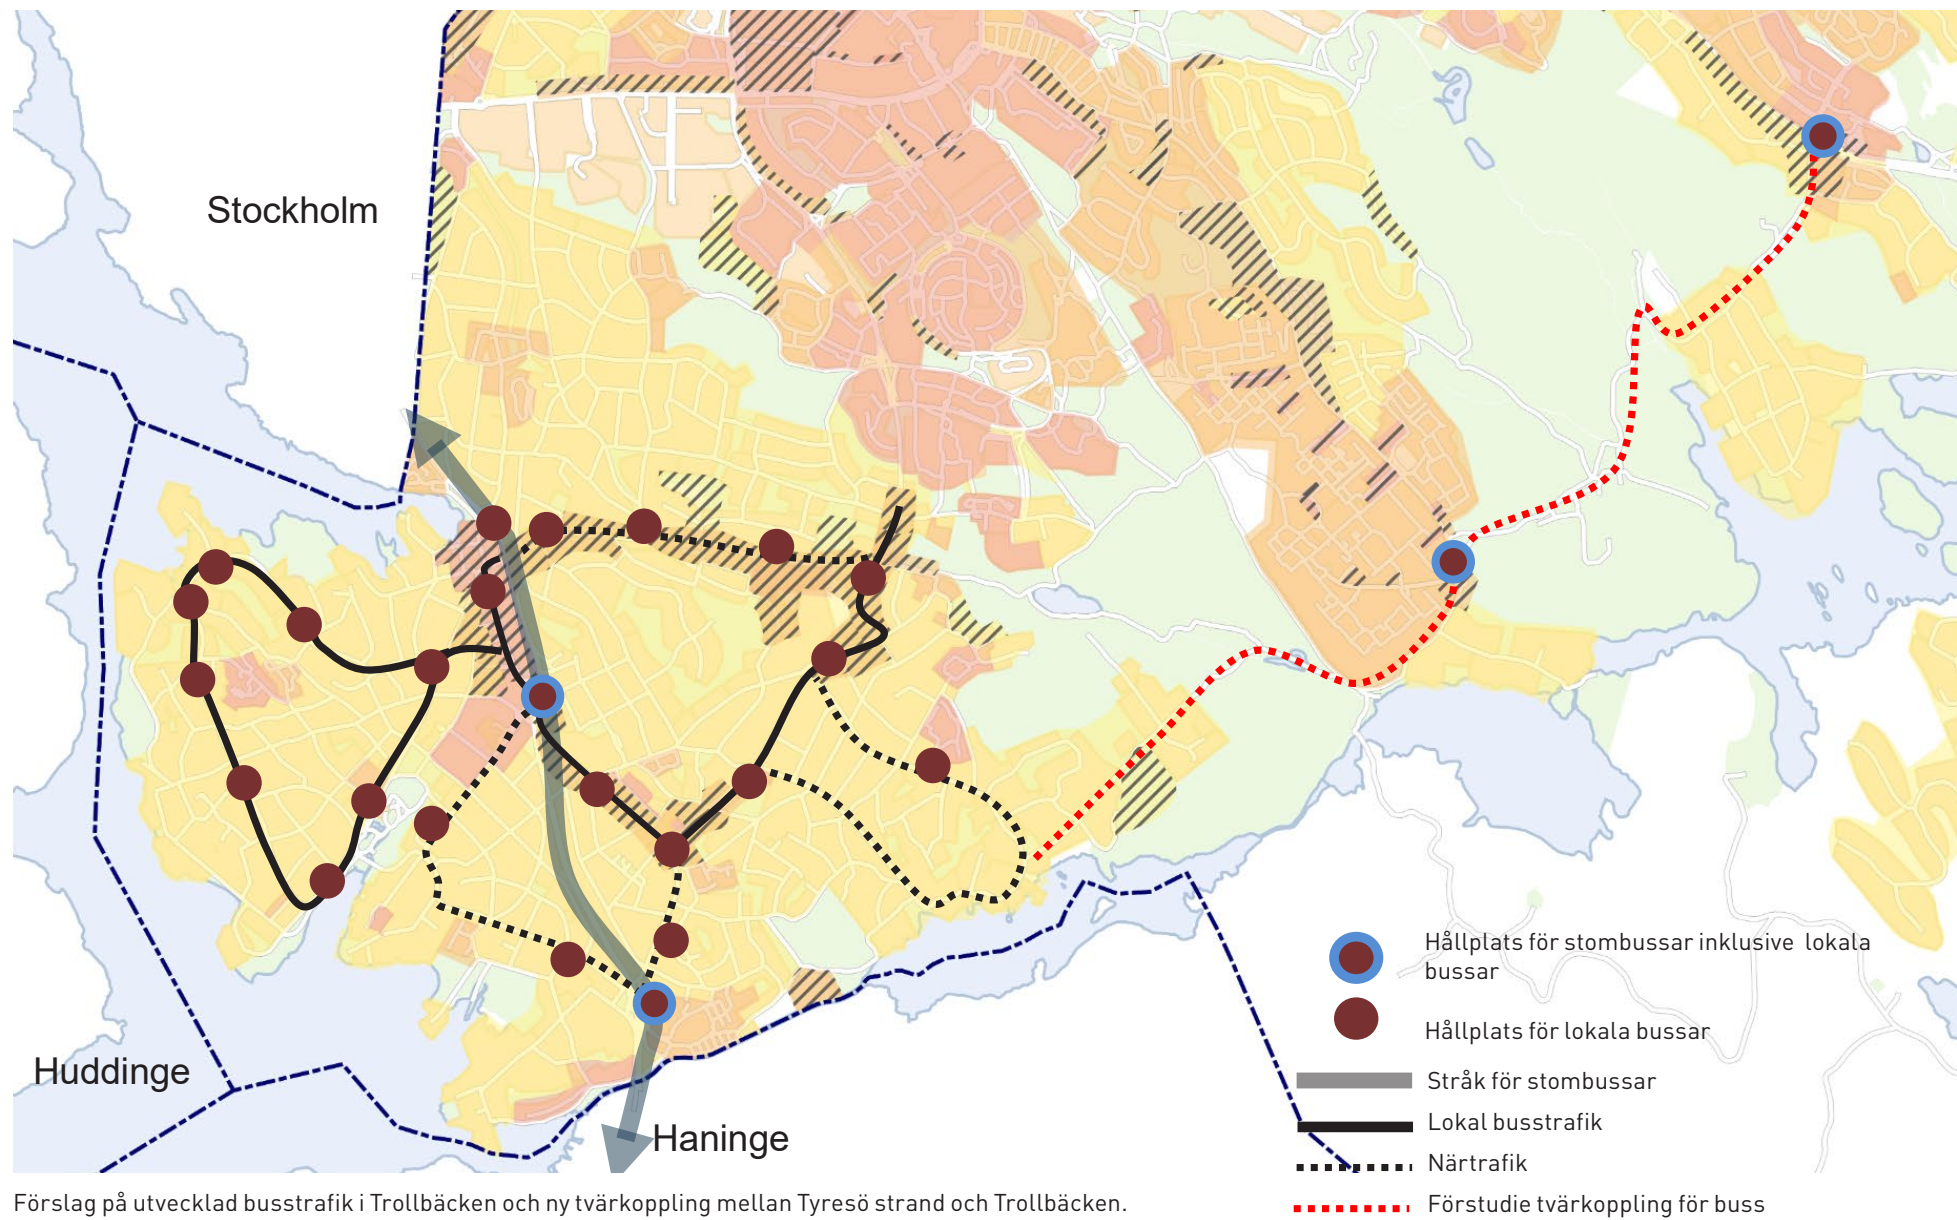 Stockholm
Huddinge
Haninge
Hållplats för stombussar inklusive lokala
bussar
Hållplats för lokala bussar
Stråk för stombussar
Lokal busstrafik
Närtrafik
Förstudie tvärkoppling för buss
Förslag på utvecklad busstrafik i Trollbäcken och ny tvärkoppling mellan Tyresö strand och Trollbäcken.